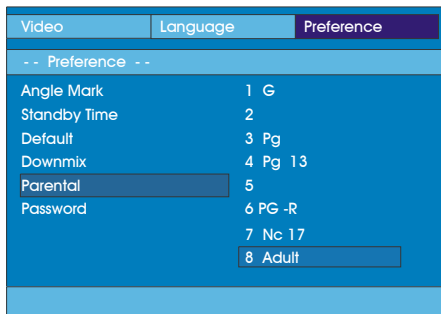 Video Language Preference
-- Preference --
Angle Mark 1 G
Standby Time 2
Default 3 Pg
Downmix 4 Pg 13
Parental 5
Password 6 PG -R
7 Nc 17
8 Adult